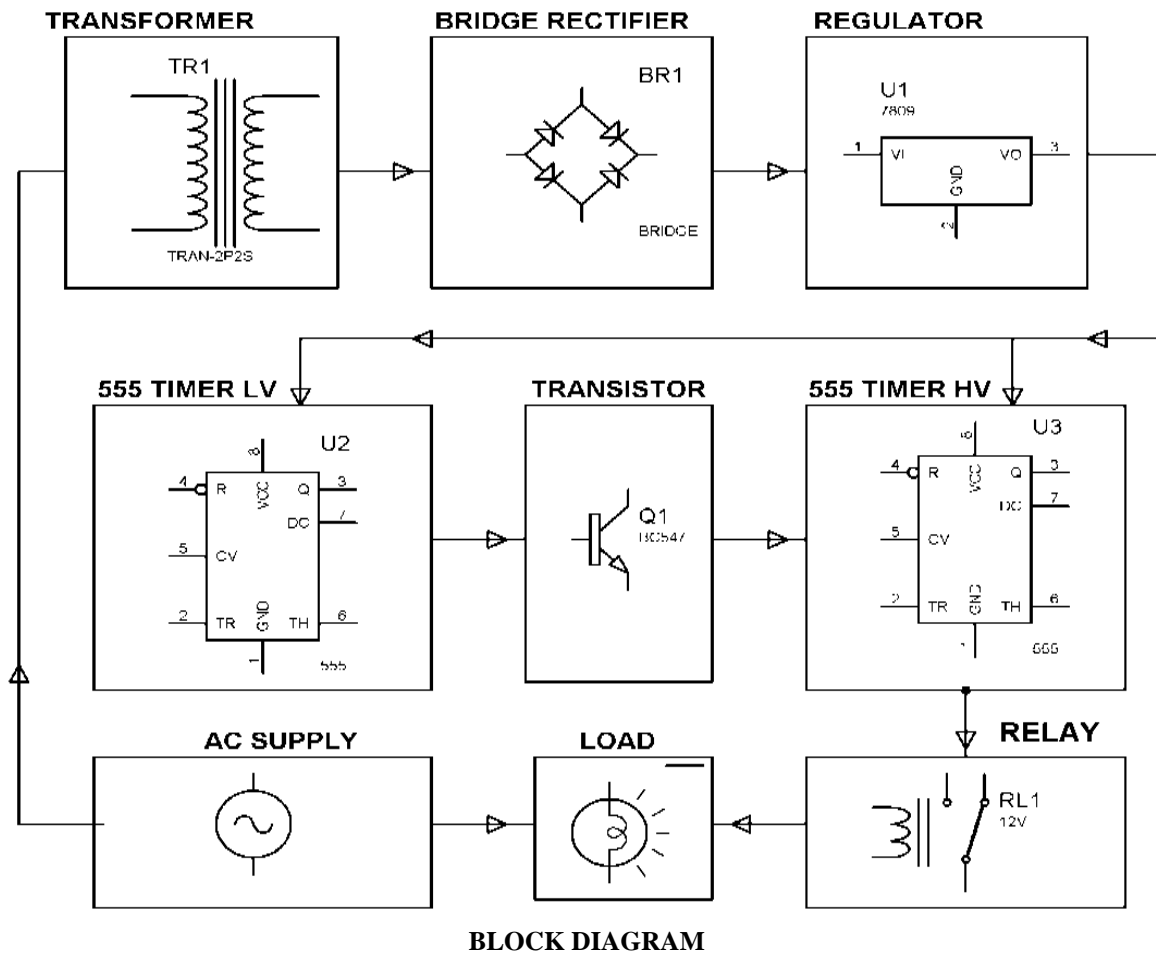 TRANSFORMER
BRIDGE RECTIFIER
REGULATOR
TR1
TRAN-2P2S
BR1
BRIDGE
U1
7809
1
VI
VO
3
GND
2
555 TIMER LV
TRANSISTOR
555 TIMER HV
U2
8
4
R
VCC
Q
3
DC
7
5
CV
2
TR
GND
TH
6
1
555
Q1
BC547
U3
8
4
R
VCC
Q
3
DC
7
5
CV
2
TR
GND
TH
6
1
555
AC SUPPLY
LOAD
RELAY
RL1
12V
BLOCK DIAGRAM